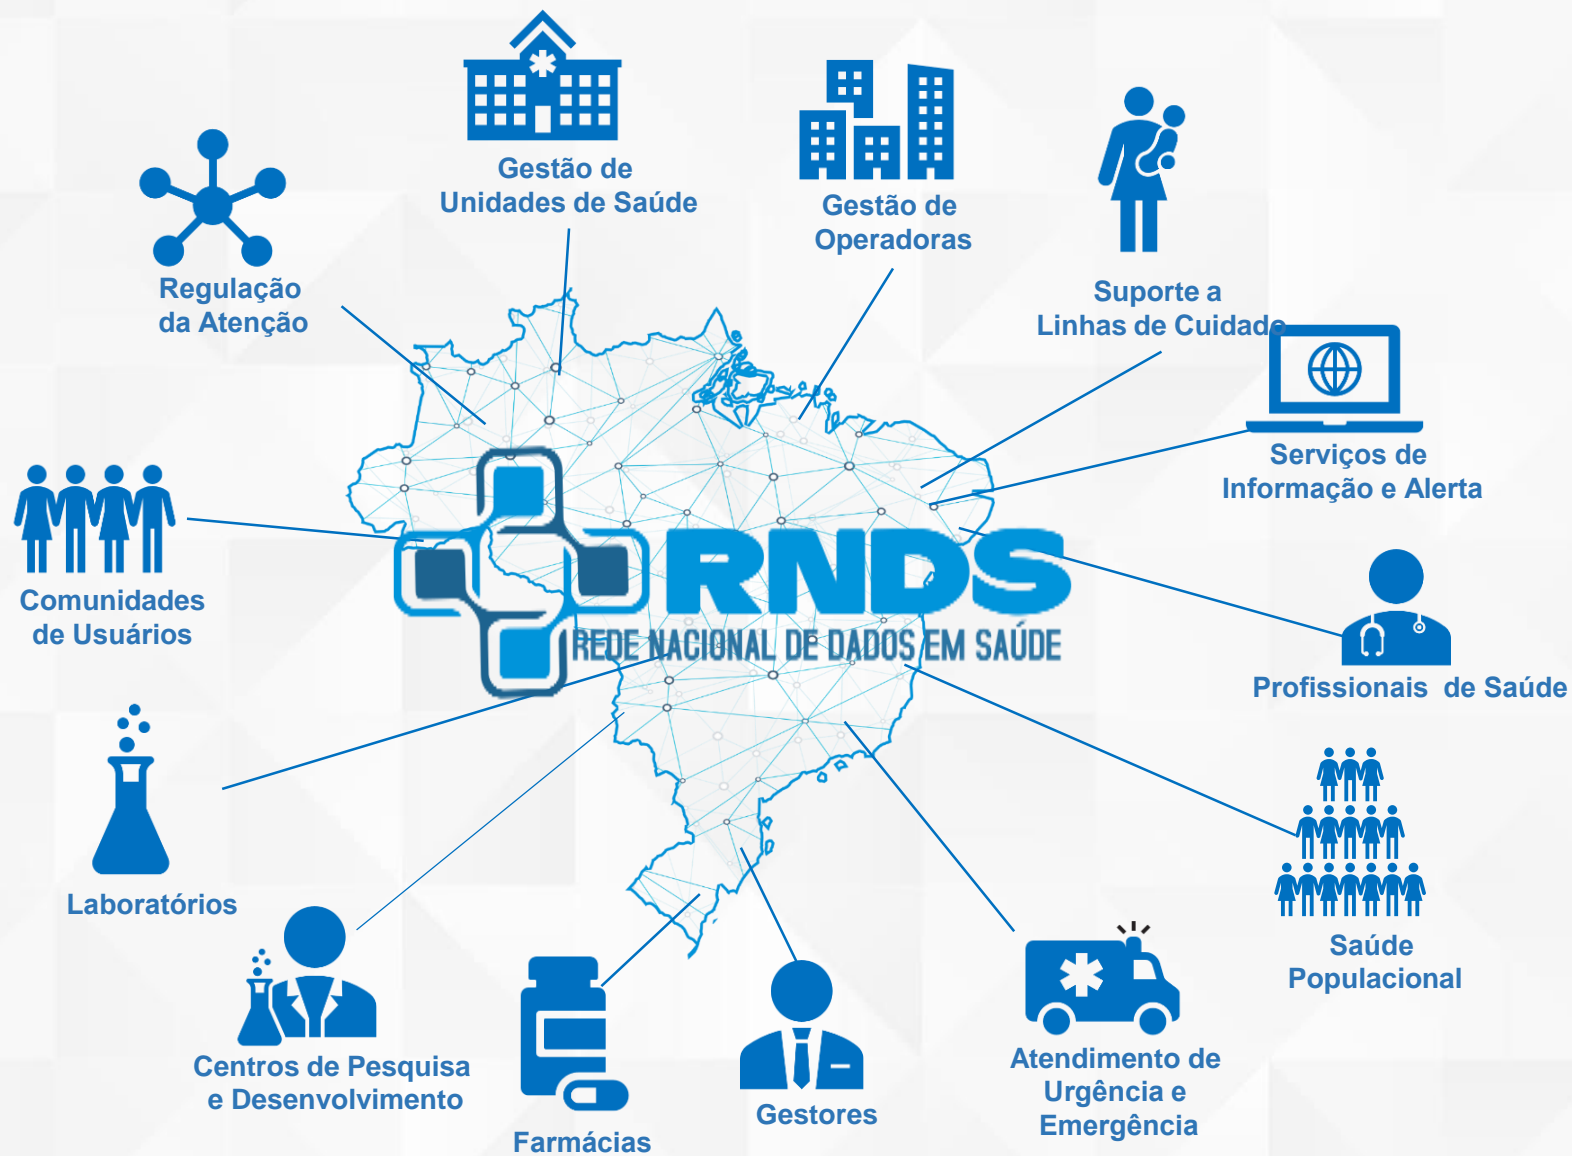 Gestão de
Unidades de Saúde
Gestão de
Operadoras
Suporte a
Linhas de Cuidado
Regulação
da Atenção
Serviços de
Informação e Alerta
Comunidades
de Usuários
RNDS
REDE NACIONAL DE DADOS EM SAÚDE
Profissionais de Saúde
Laboratórios
Saúde
Populacional
Centros de Pesquisa
e Desenvolvimento
Farmácias
Gestores
Atendimento de
Urgência e
Emergência